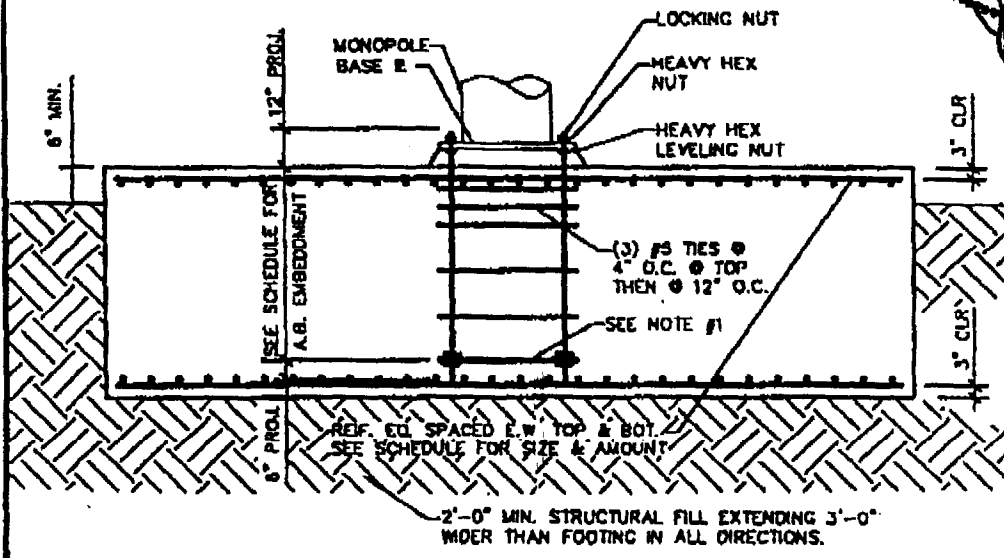 LOCKING NUT
MONOPOLE
BASE ℄
HEAVY HEX
NUT
HEAVY HEX
LEVELING NUT
12" PROJ.
6" MIN.
3" CLR
SEE SCHEDULE FOR
A.B. EMBEDDMENT
(3) #5 TIES @
4" O.C. @ TOP
THEN @ 12" O.C.
SEE NOTE #1
3" CLR
6" PROJ.
REIF. EQ. SPACED E.W. TOP & BOT.
SEE SCHEDULE FOR SIZE & AMOUNT
2'-0" MIN. STRUCTURAL FILL EXTENDING 3'-0"
WIDER THAN FOOTING IN ALL DIRECTIONS.